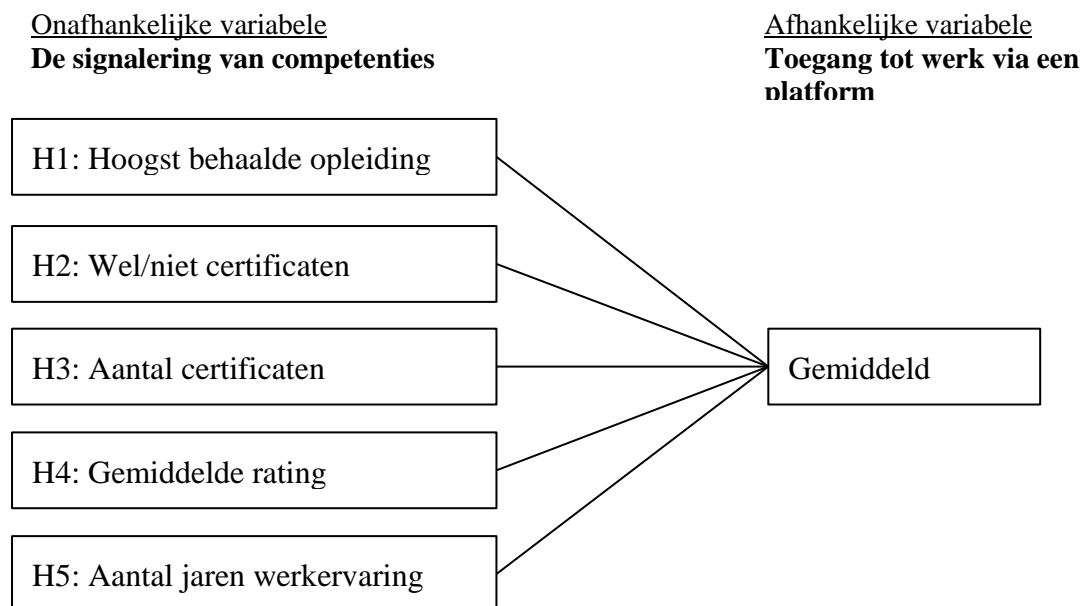 Onafhankelijke variabele
De signalering van competenties
Afhankelijke variabele
Toegang tot werk via een
platform
H1: Hoogst behaalde opleiding
H2: Wel/niet certificaten
H3: Aantal certificaten
Gemiddeld
H4: Gemiddelde rating
H5: Aantal jaren werkervaring